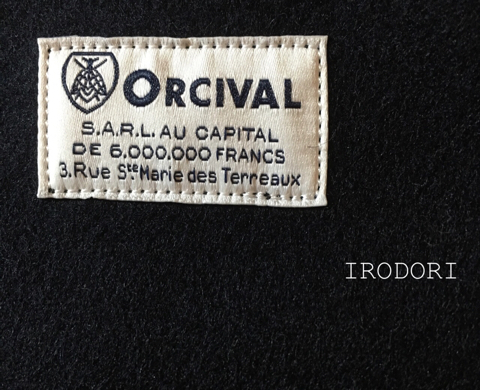 ORCIVAL
S.A.R.L. AU CAPITAL
DE 6.000.000 FRANCS
3.Rue Ste Marie des Terreaux
IRODORI